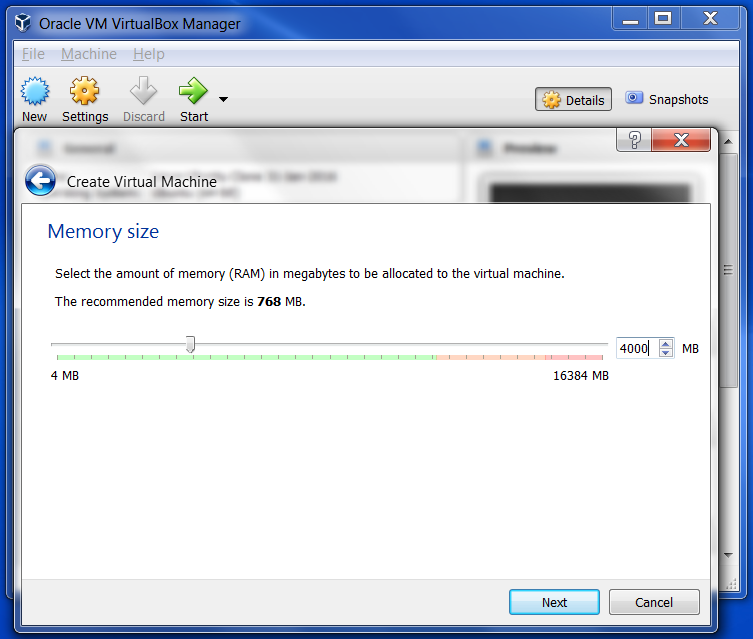 Oracle VM VirtualBox Manager
File Machine Help
New Settings Discard Start Details Snapshots
General Preview
Create Virtual Machine
Memory size
Select the amount of memory (RAM) in megabytes to be allocated to the virtual machine.
The recommended memory size is 768 MB.
4000 MB
4 MB 16384 MB
Next Cancel